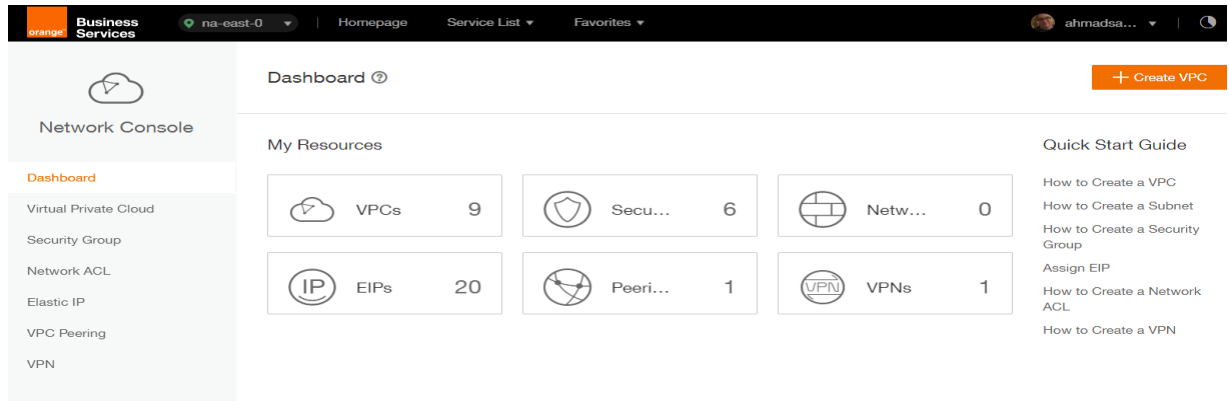 orange Business Services na-east-0 Homepage Service List Favorites ahmadsa...
Network Console
Dashboard
Virtual Private Cloud
Security Group
Network ACL
Elastic IP
VPC Peering
VPN
Dashboard ?
+ Create VPC
My Resources
VPCs 9
Secu... 6
Netw... 0
IP EIPs 20
Peeri... 1
VPN VPNs 1
Quick Start Guide
How to Create a VPC
How to Create a Subnet
How to Create a Security
Group
Assign EIP
How to Create a Network
ACL
How to Create a VPN